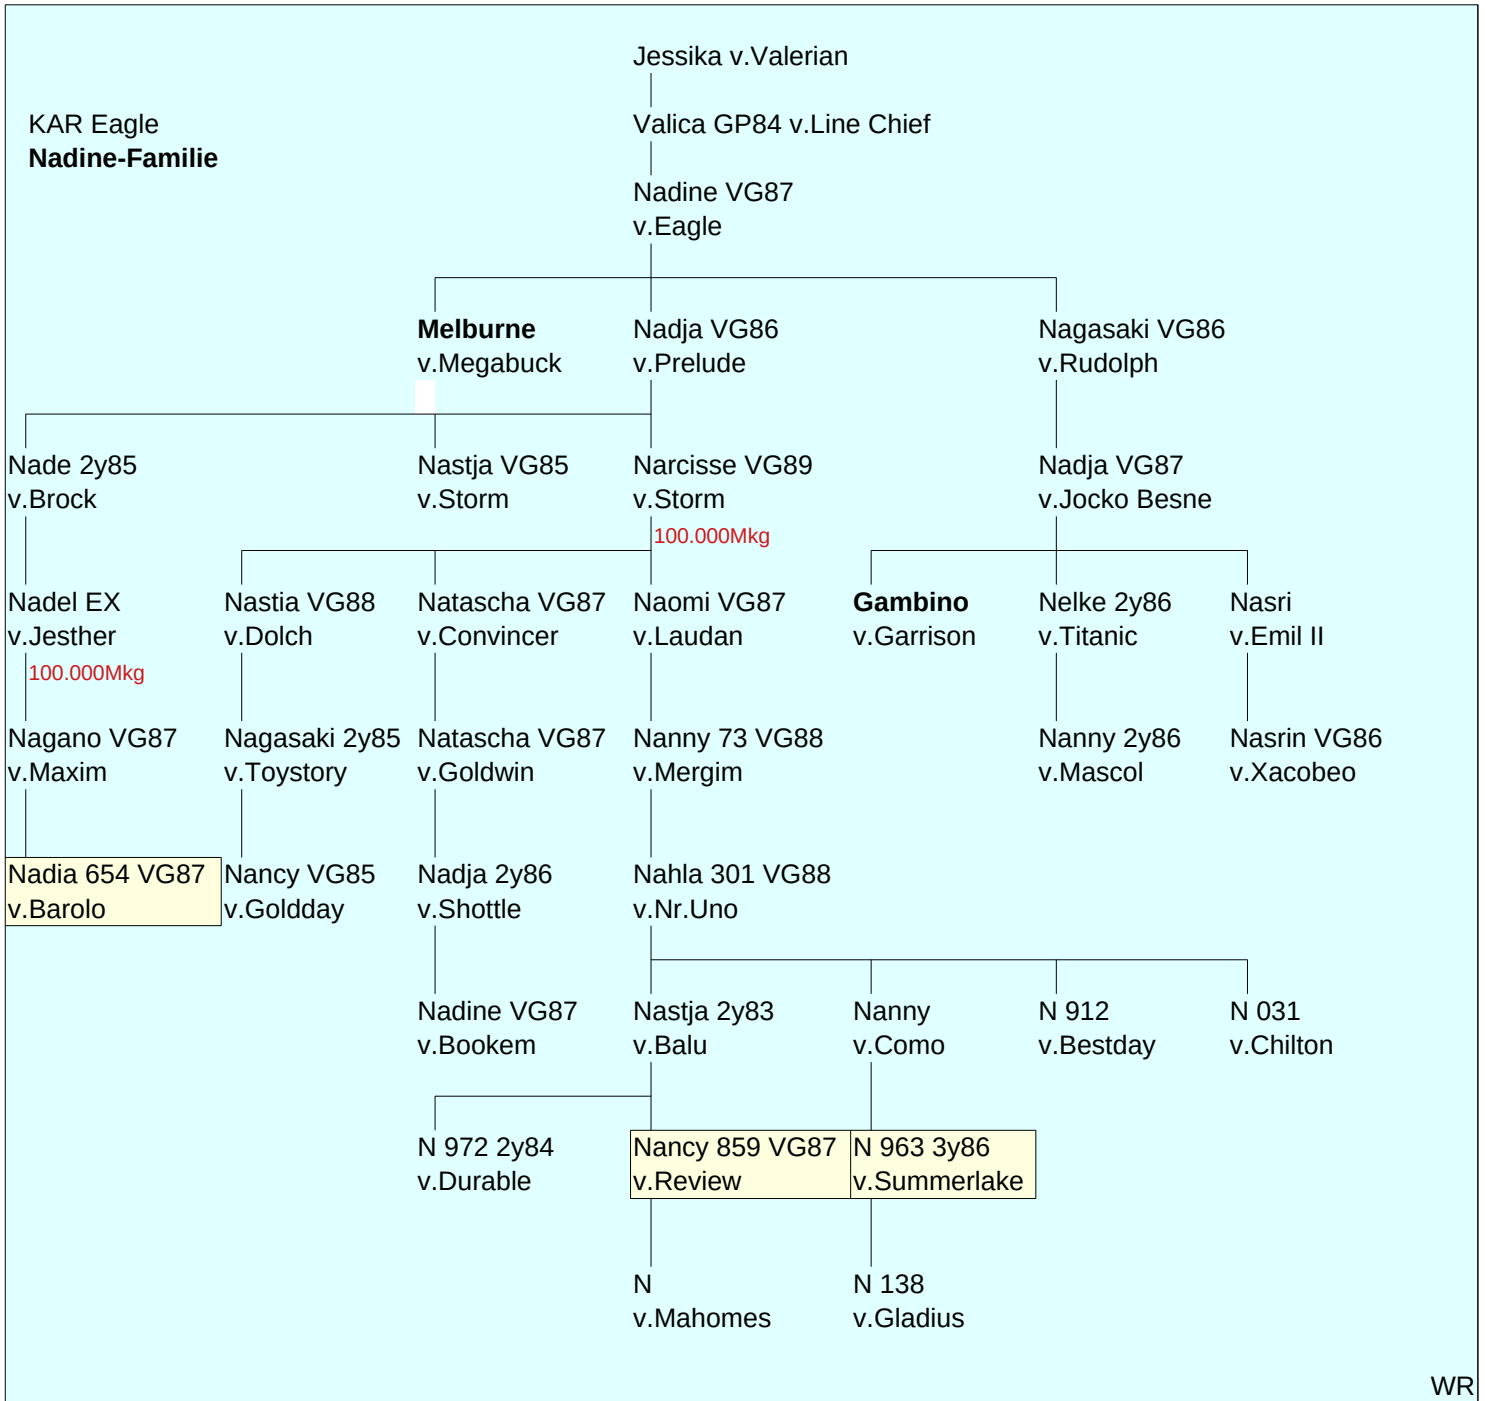 Jessika v.Valerian
KAR Eagle
Nadine-Familie
Valica GP84 v.Line Chief
Nadine VG87
v.Eagle
Melburne
v.Megabuck
Nadja VG86
v.Prelude
Nagasaki VG86
v.Rudolph
Nade 2y85
v.Brock
Nastja VG85
v.Storm
Narcisse VG89
v.Storm
100.000Mkg
Nadja VG87
v.Jocko Besne
Nadel EX
v.Jesther
100.000Mkg
Nastia VG88
v.Dolch
Natascha VG87
v.Convincer
Naomi VG87
v.Laudan
Gambino
v.Garrison
Nelke 2y86
v.Titanic
Nasri
v.Emil II
Nagano VG87
v.Maxim
Nagasaki 2y85
v.Toystory
Natascha VG87
v.Goldwin
Nanny 73 VG88
v.Mergim
Nanny 2y86
v.Mascol
Nasrin VG86
v.Xacobeo
Nadia 654 VG87
v.Barolo
Nancy VG85
v.Goldday
Nadja 2y86
v.Shottle
Nahla 301 VG88
v.Nr.Uno
Nadine VG87
v.Bookem
Nastja 2y83
v.Balu
Nanny
v.Como
N 912
v.Bestday
N 031
v.Chilton
N 972 2y84
v.Durable
Nancy 859 VG87
v.Review
N 963 3y86
v.Summerlake
N
v.Mahomes
N 138
v.Gladius
WR